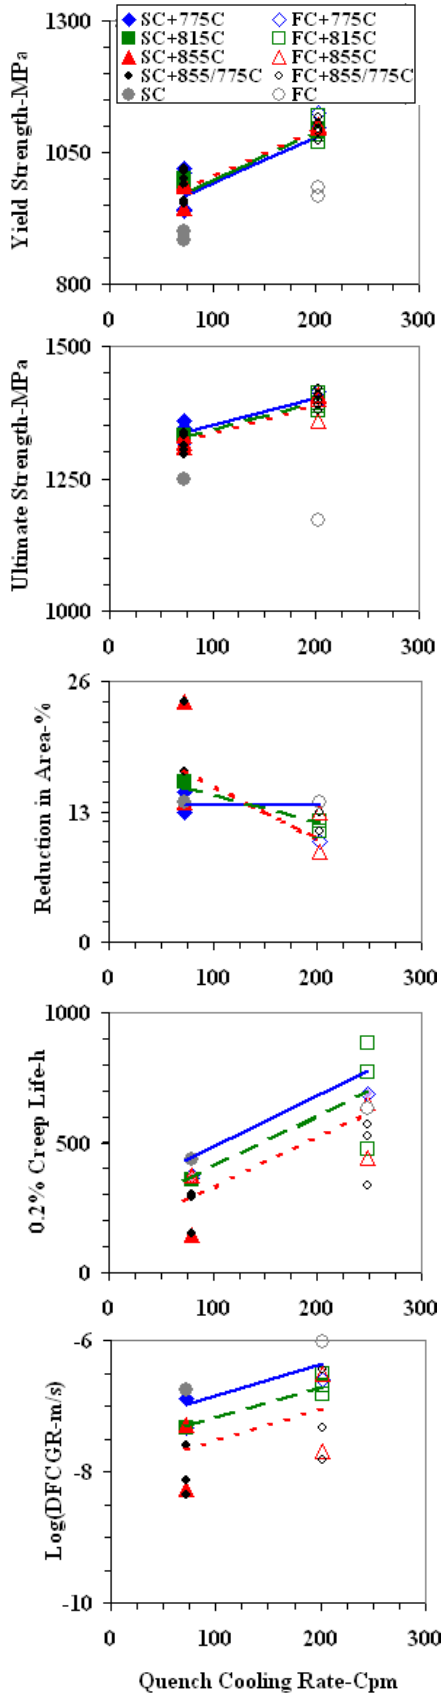 1300
SC+775C FC+775C
SC+815C FC+815C
SC+855C FC+855C
SC+855/775C FC+855/775C
SC FC
Yield Strength-MPa
1050
800
0 100 200 300
1500
Ultimate Strength-MPa
1250
1000
0 100 200 300
26
Reduction in Area-%
13
0
0 100 200 300
1000
0.2% Creep Life-h
500
0
0 100 200 300
-6
Log(DFCGR-m/s)
-8
-10
0 100 200 300
Quench Cooling Rate-Cpm